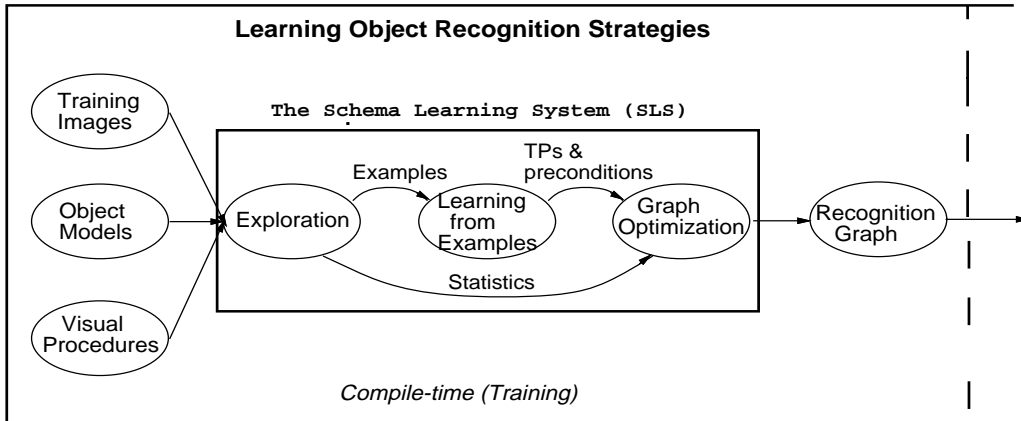 Learning Object Recognition Strategies
The Schema Learning System (SLS)
Training
Images
Object
Models
Visual
Procedures
Exploration
Examples
Learning
from
Examples
TPs &
preconditions
Graph
Optimization
Statistics
Recognition
Graph
Compile-time (Training)